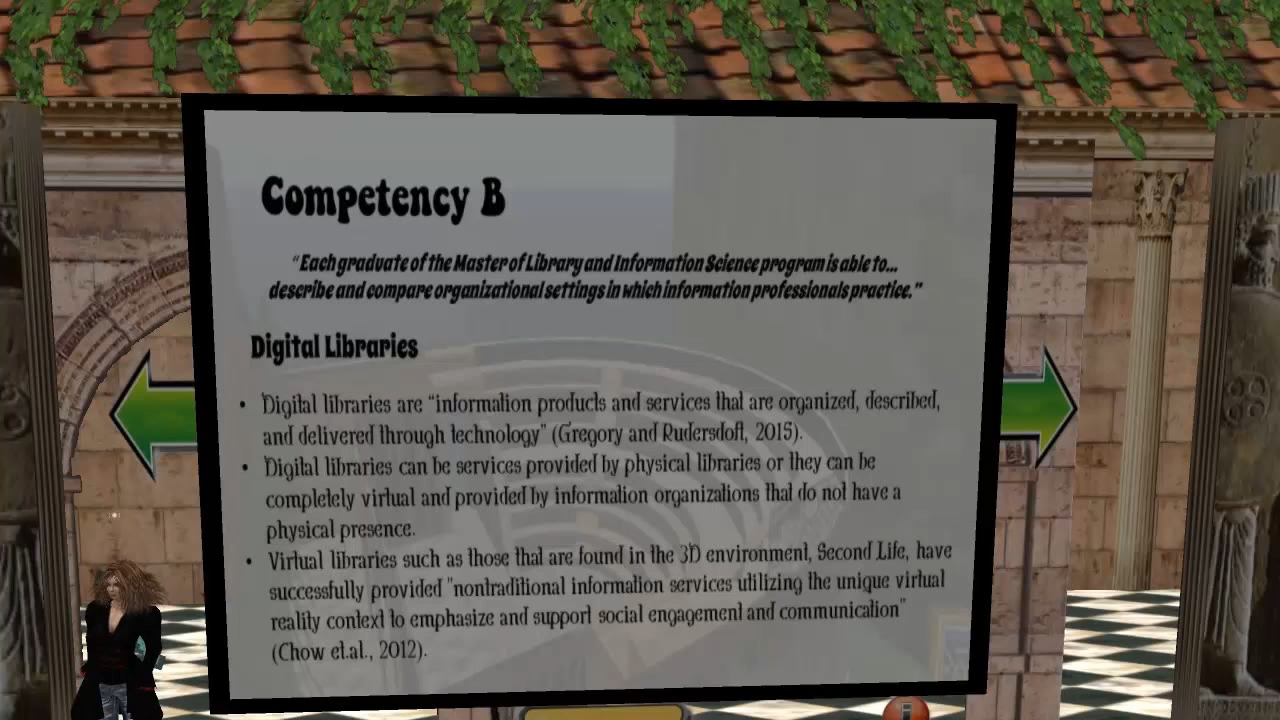 Competency B
"Each graduate of the Master of Library and Information Science program is able to...
describe and compare organizational settings in which information professionals practice."
Digital Libraries
• Digital libraries are "information products and services that are organized, described,
and delivered through technology" (Gregory and Rudersdorf, 2015).
• Digital libraries can be services provided by physical libraries or they can be
completely virtual and provided by information organizations that do not have a
physical presence.
• Virtual libraries such as those that are found in the 3D environment, Second Life, have
successfully provided "nontraditional information services utilizing the unique virtual
reality context to emphasize and support social engagement and communication"
(Chow et.al., 2012).